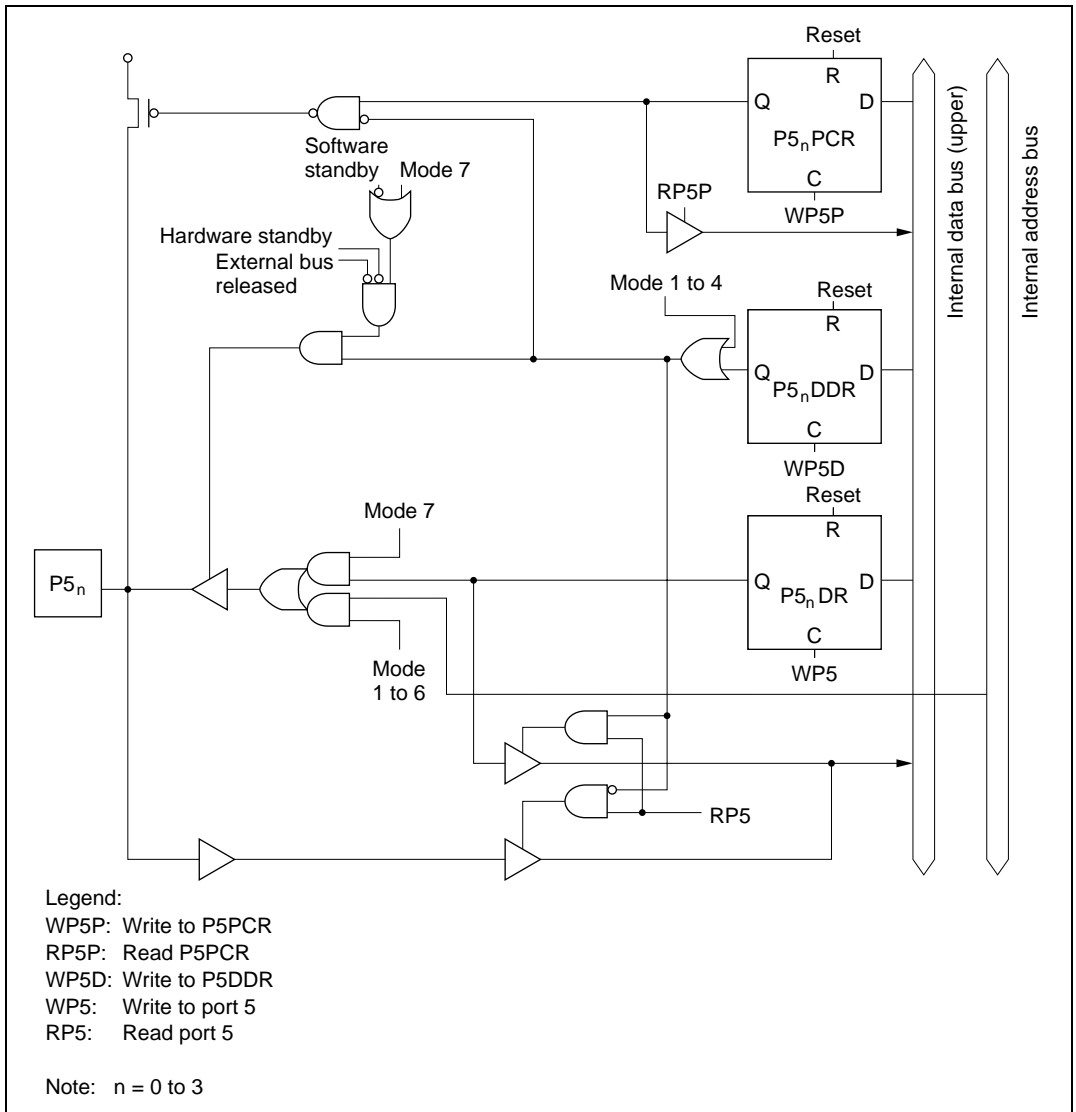 Reset
R
Q
D
P5nPCR
C
WP5P
Software
standby
Mode 7
RP5P
Hardware standby
External bus
released
Mode 1 to 4
Reset
R
Q
D
P5nDDR
C
WP5D
Reset
R
Mode 7
P5n
Q
D
P5nDR
C
WP5
Mode
1 to 6
RP5
Internal data bus (upper)
Internal address bus
Legend:
WP5P: Write to P5PCR
RP5P: Read P5PCR
WP5D: Write to P5DDR
WP5: Write to port 5
RP5: Read port 5
Note: n = 0 to 3